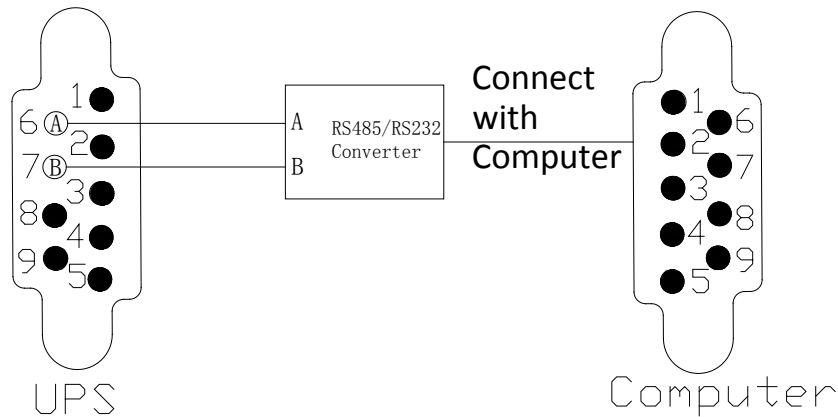 1
6 A
2
7 B
3
8
4
9
5
UPS
A
B
RS485/RS232
Converter
Connect
with
Computer
1
6
2
7
3
8
4
9
5
Computer